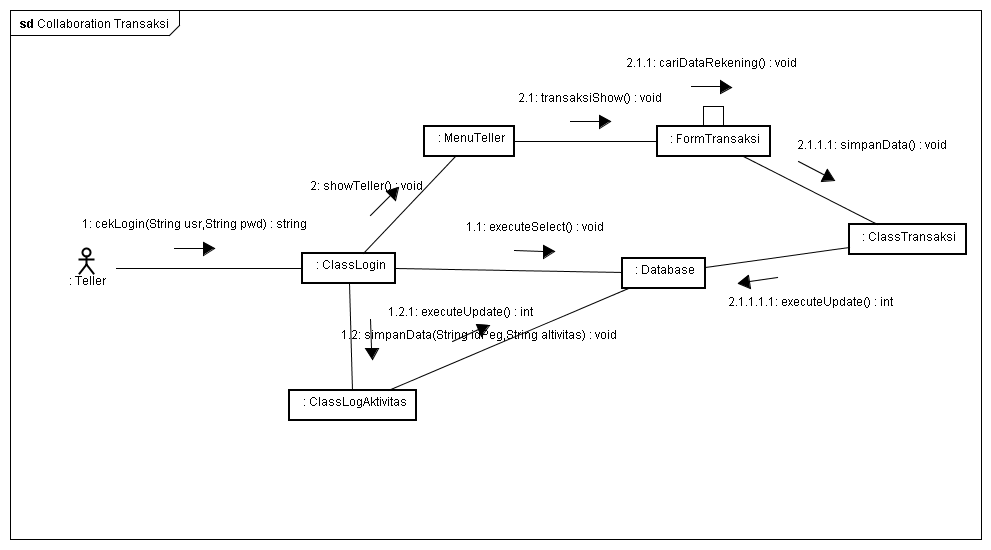 sd Collaboration Transaksi
2.1.1: cariDataRekening() : void
2.1: transaksiShow() : void
: MenuTeller
: FormTransaksi
2.1.1.1: simpanData() : void
2: showTeller() : void
1: cekLogin(String usr,String pwd) : string
1.1: executeSelect() : void
: ClassTransaksi
: Teller
: ClassLogin
: Database
2.1.1.1.1: executeUpdate() : int
1.2.1: executeUpdate() : int
1.2: simpanData(String idPeg,String altivitas) : void
: ClassLogAktivitas